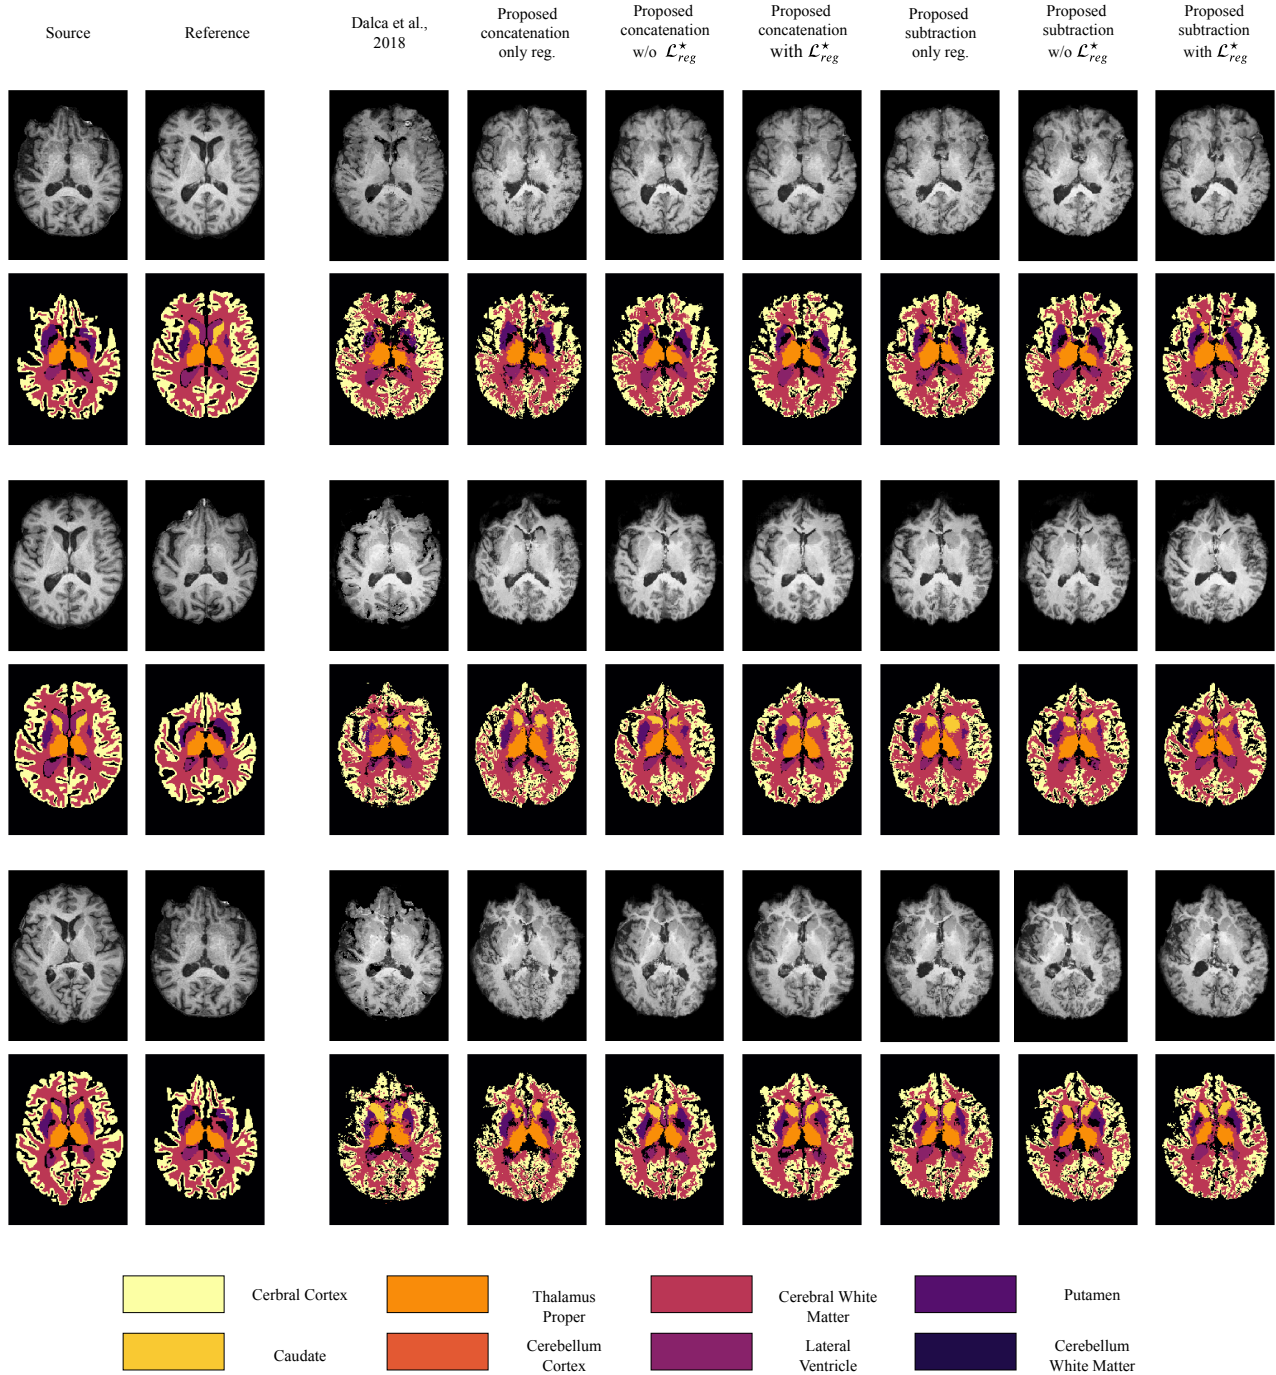 Source
Reference
Dalca et al.,
2018
Proposed
concatenation
only reg.
Proposed
concatenation
w/o ℒ*reg
Proposed
concatenation
with ℒ*reg
Proposed
subtraction
only reg.
Proposed
subtraction
w/o ℒ*reg
Proposed
subtraction
with ℒ*reg
Cerbral Cortex
Thalamus
Proper
Cerebral White
Matter
Putamen
Caudate
Cerebellum
Cortex
Lateral
Ventricle
Cerebellum
White Matter